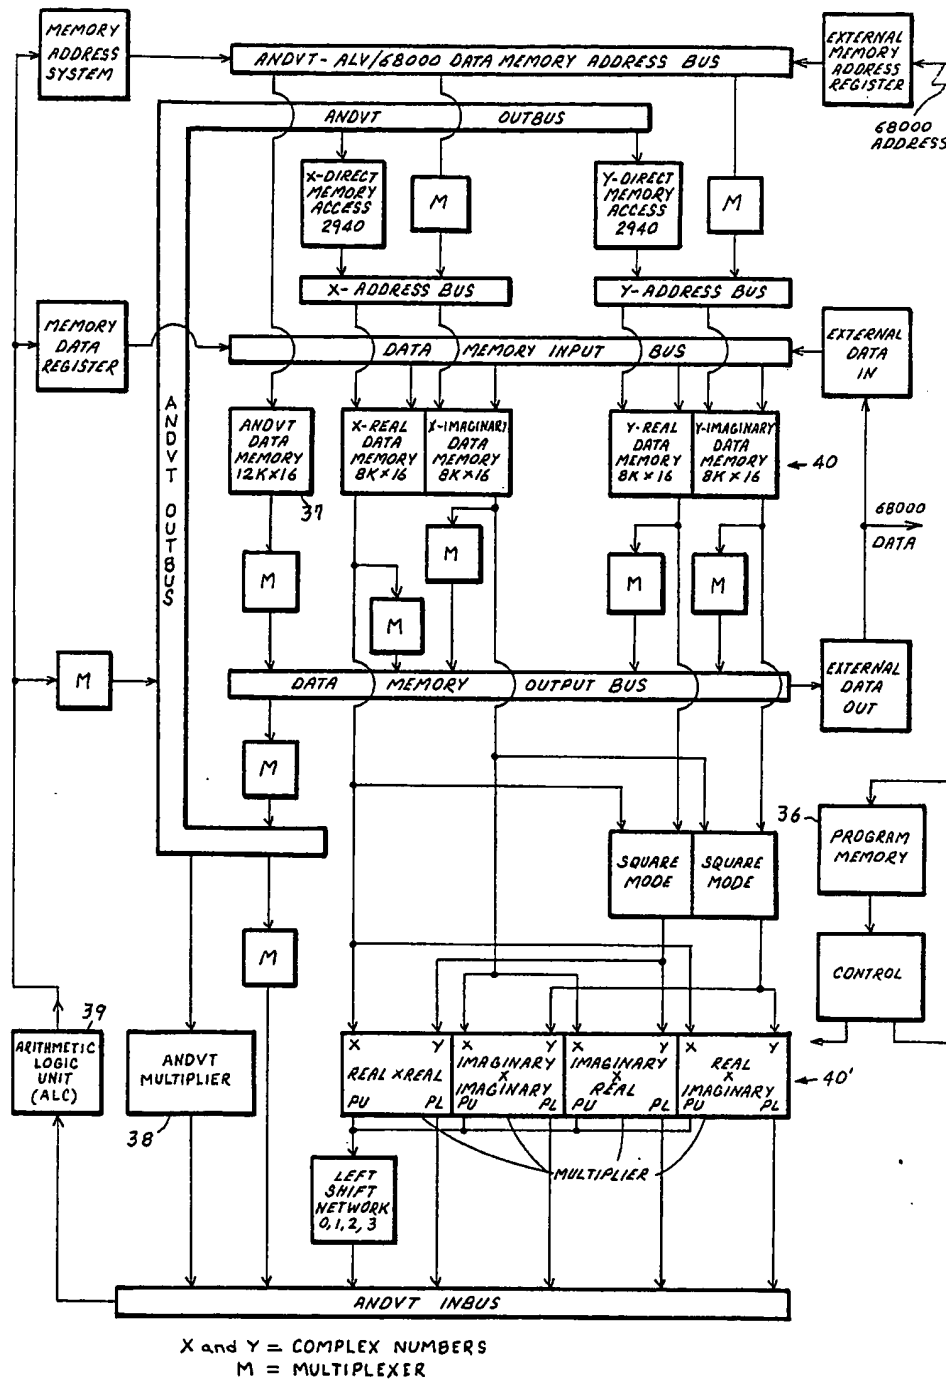 MEMORY
ADDRESS
SYSTEM
ANDVT-ALV/68000 DATA MEMORY ADDRESS BUS
EXTERNAL
MEMORY
ADDRESS
REGISTER
68000
ADDRESS
ANDVT OUTBUS
X-DIRECT
MEMORY
ACCESS
2940
M
Y-DIRECT
MEMORY
ACCESS
2940
M
X-ADDRESS BUS
Y-ADDRESS BUS
MEMORY
DATA
REGISTER
DATA MEMORY INPUT BUS
EXTERNAL
DATA
IN
ANDVT OUTBUS
ANDVT
DATA
MEMORY
12K×16
37
X-REAL
DATA
MEMORY
8K×16
X-IMAGINARY
DATA
MEMORY
8K×16
Y-REAL
DATA
MEMORY
8K×16
Y-IMAGINARY
DATA
MEMORY
8K×16
40
68000
DATA
M
M
M
M
M
M
DATA MEMORY OUTPUT BUS
EXTERNAL
DATA
OUT
M
36
PROGRAM
MEMORY
SQUARE
MODE
SQUARE
MODE
M
CONTROL
39
ARITHMETIC
LOGIC
UNIT
(ALC)
ANDVT
MULTIPLIER
38
X Y
REAL×REAL
PU PL
X Y
IMAGINARY
X
IMAGINARY
PL
X Y
IMAGINARY
X
REAL
PU PL
X
REAL
X
IMAGINARY
PU PL
40'
MULTIPLIER
LEFT
SHIFT
NETWORK
0,1,2,3
ANDVT INBUS
X and Y = COMPLEX NUMBERS
M = MULTIPLEXER